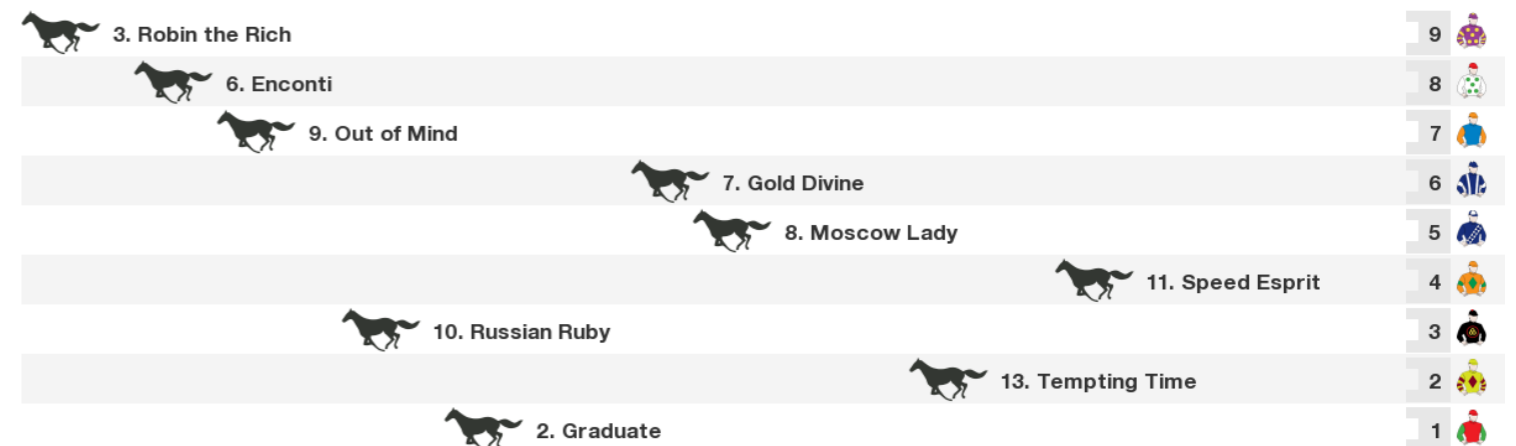 3. Robin the Rich 9
6. Enconti 8
9. Out of Mind 7
7. Gold Divine 6
8. Moscow Lady 5
11. Speed Esprit 4
10. Russian Ruby 3
13. Tempting Time 2
2. Graduate 1